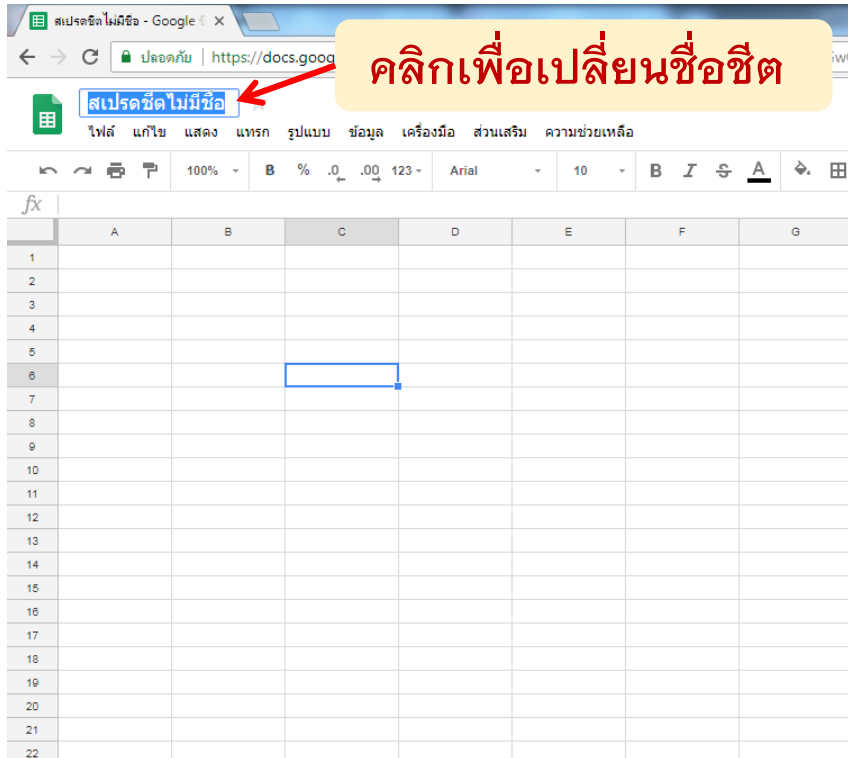 สเปรดชีตไม่มีชื่อ - Google
ปลอดภัย https://docs.goog
คลิกเพื่อเปลี่ยนชื่อชีต
สเปรดชีตไม่มีชื่อ
ไฟล์ แก้ไข แสดง แทรก รูปแบบ ข้อมูล เครื่องมือ ส่วนเสริม ความช่วยเหลือ
100% B % .0 .00 123 Arial 10 B I S A
fx
A B C D E F G
1
2
3
4
5
6
7
8
9
10
11
12
13
14
15
16
17
18
19
20
21
22